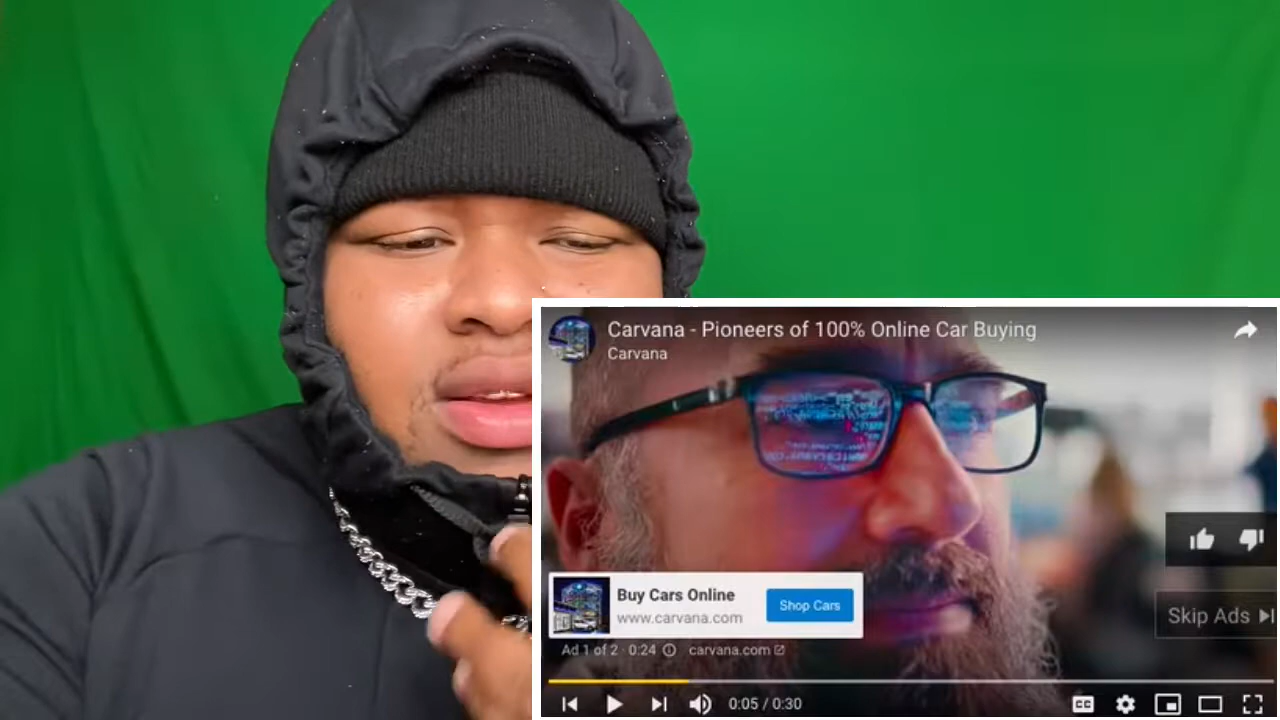 Carvana - Pioneers of 100% Online Car Buying
Carvana
Buy Cars Online
www.carvana.com
Shop Cars
Skip Ads
Ad 1 of 2 · 0:24 carvana.com
0:05 / 0:30
CC